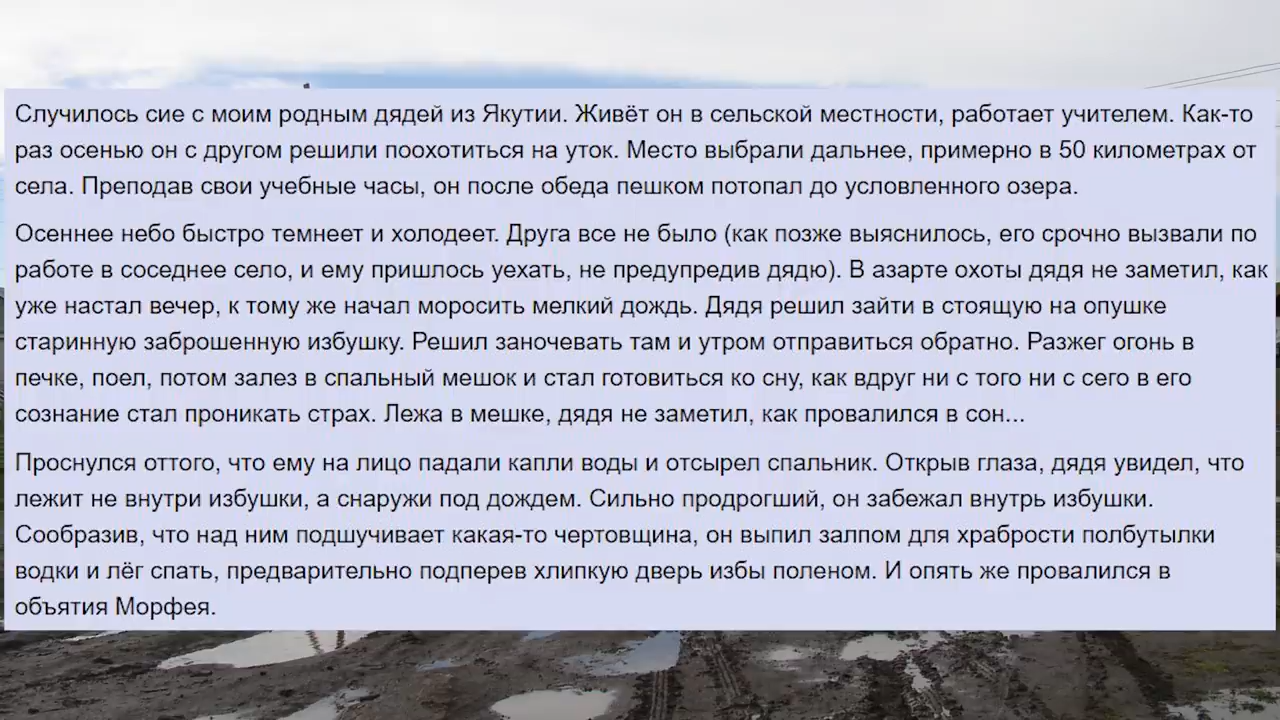 Случилось сие с моим родным дядей из Якутии. Живёт он в сельской местности, работает учителем. Как-то
раз осенью он с другом решили поохотиться на уток. Место выбрали дальнее, примерно в 50 километрах от
села. Преподав свои учебные часы, он после обеда пешком потопал до условленного озера.
Осеннее небо быстро темнеет и холодеет. Друга все не было (как позже выяснилось, его срочно вызвали по
работе в соседнее село, и ему пришлось уехать, не предупредив дядю). В азарте охоты дядя не заметил, как
уже настал вечер, к тому же начал моросить мелкий дождь. Дядя решил зайти в стоящую на опушке
старинную заброшенную избушку. Решил заночевать там и утром отправиться обратно. Разжег огонь в
печке, поел, потом залез в спальный мешок и стал готовиться ко сну, как вдруг ни с того ни с сего в его
сознание стал проникать страх. Лежа в мешке, дядя не заметил, как провалился в сон...
Проснулся оттого, что ему на лицо падали капли воды и отсырел спальник. Открыв глаза, дядя увидел, что
лежит не внутри избушки, а снаружи под дождем. Сильно продрогший, он забежал внутрь избушки.
Сообразив, что над ним подшучивает какая-то чертовщина, он выпил залпом для храбрости полбутылки
водки и лёг спать, предварительно подперев хлипкую дверь избы поленом. И опять же провалился в
объятия Морфея.